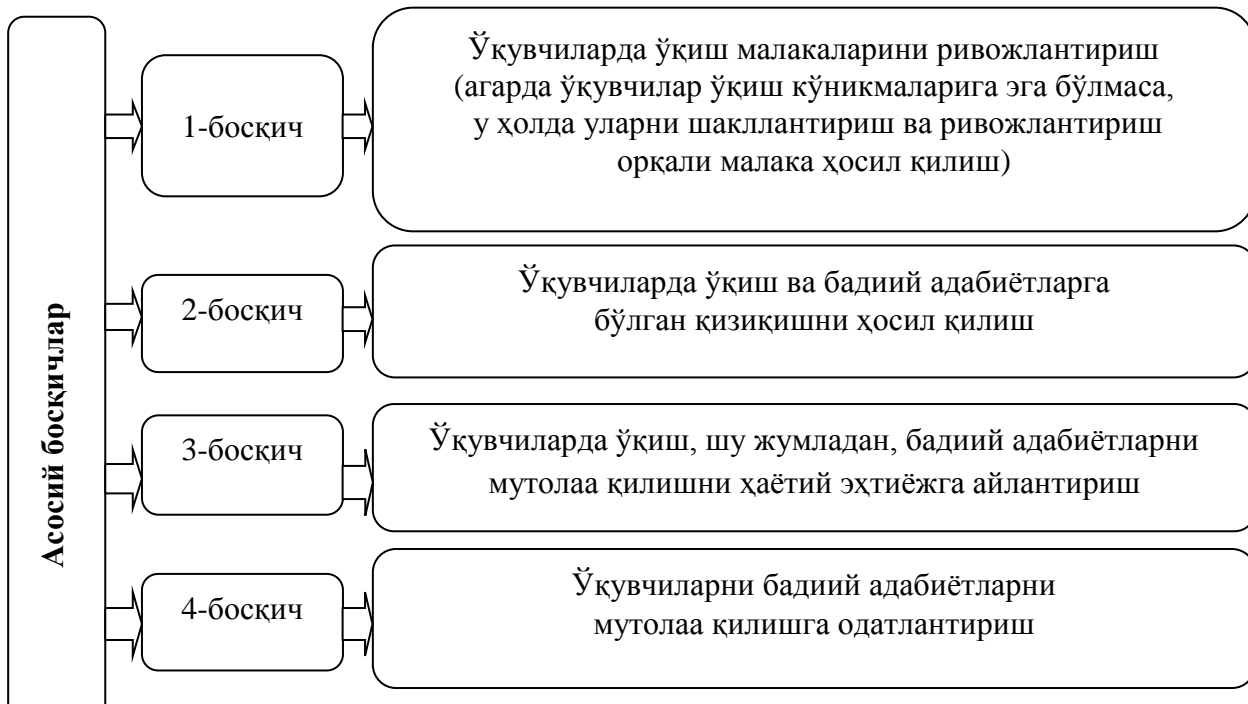 Асосий босқичлар
1-босқич
Ўқувчиларда ўқиш малакаларини ривожлантириш
(агарда ўқувчилар ўқиш кўникмаларига эга бўлмаса,
у ҳолда уларни шакллантириш ва ривожлантириш
орқали малака ҳосил қилиш)
2-босқич
Ўқувчиларда ўқиш ва бадиий адабиётларга
бўлган қизиқишни ҳосил қилиш
3-босқич
Ўқувчиларда ўқиш, шу жумладан, бадиий адабиётларни
мутолаа қилишни ҳаётий эҳтиёжга айлантириш
4-босқич
Ўқувчиларни бадиий адабиётларни
мутолаа қилишга одатлантириш